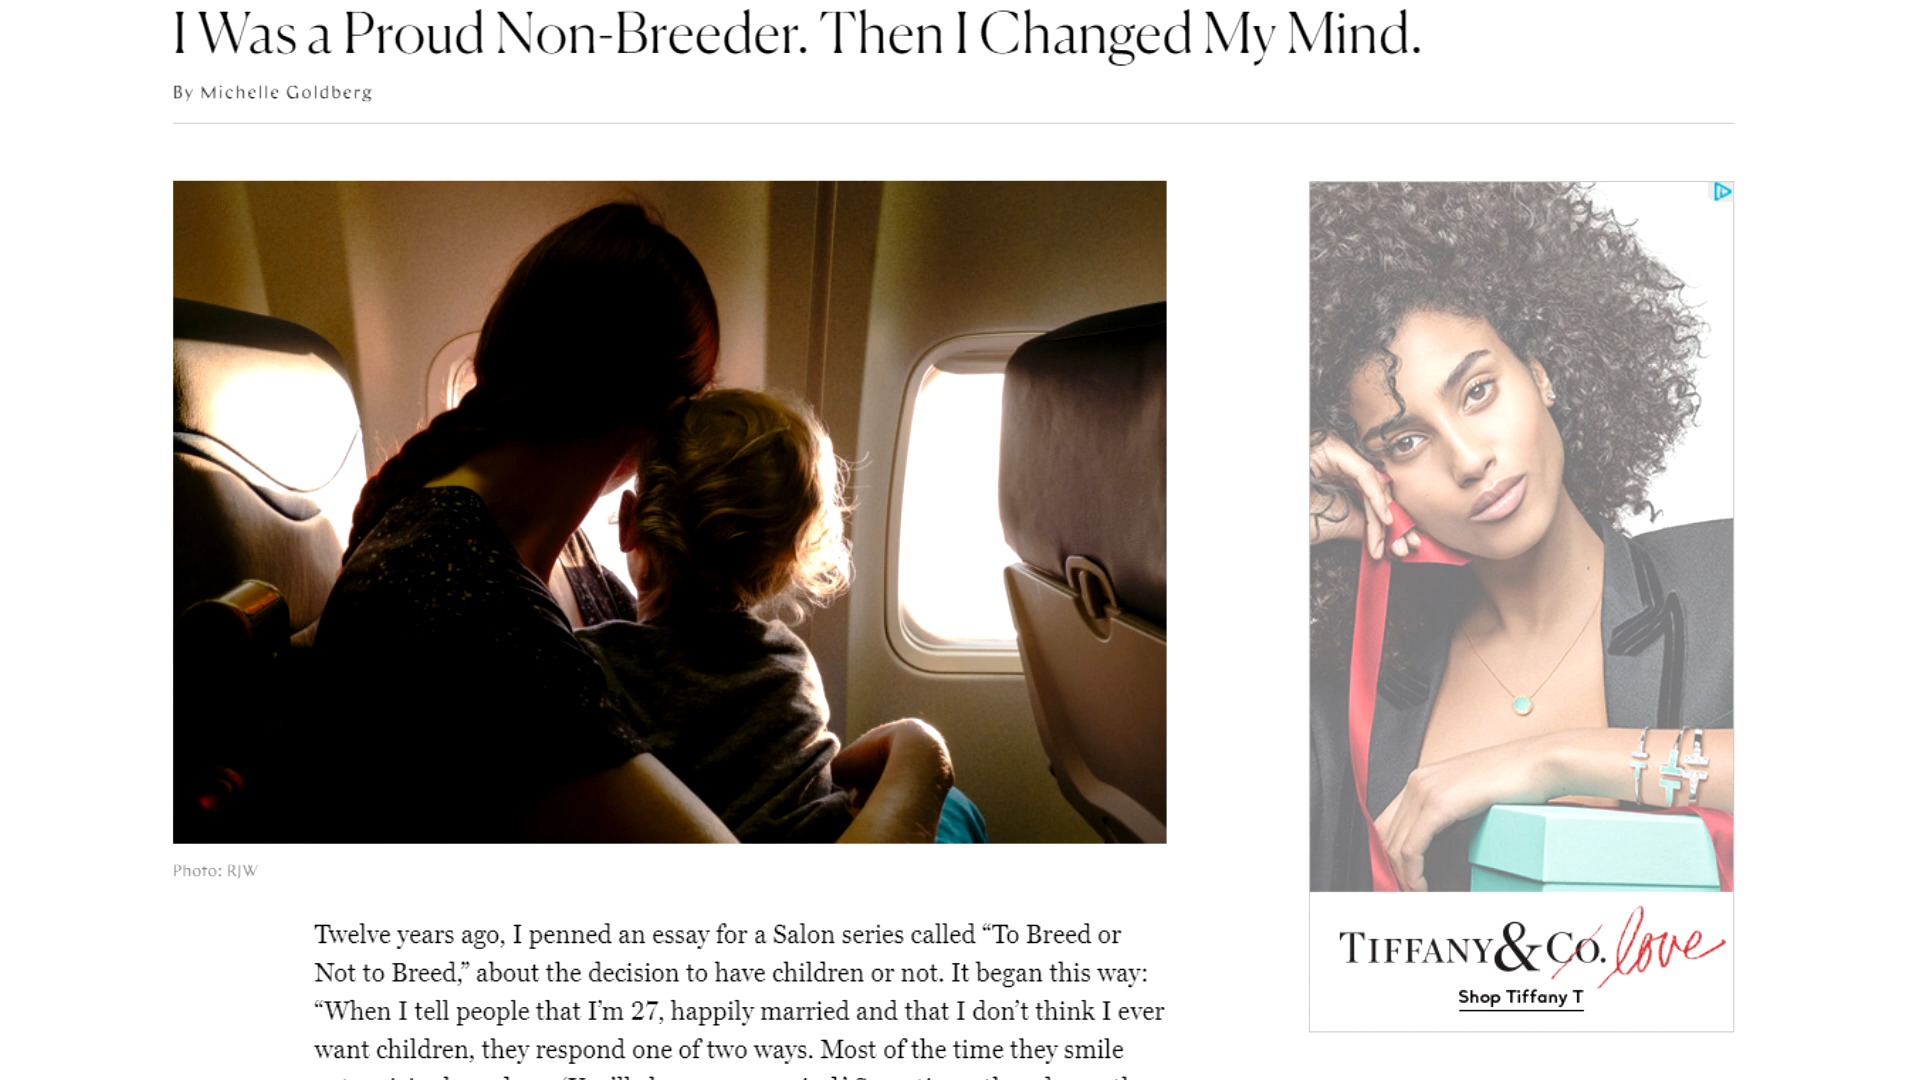 I Was a Proud Non-Breeder. Then I Changed My Mind.
By Michelle Goldberg
Photo: RJW
Twelve years ago, I penned an essay for a Salon series called “To Breed or
Not to Breed,” about the decision to have children or not. It began this way:
“When I tell people that I’m 27, happily married and that I don’t think I ever
want children, they respond one of two ways. Most of the time they smile
TIFFANY & CO. love
Shop Tiffany T